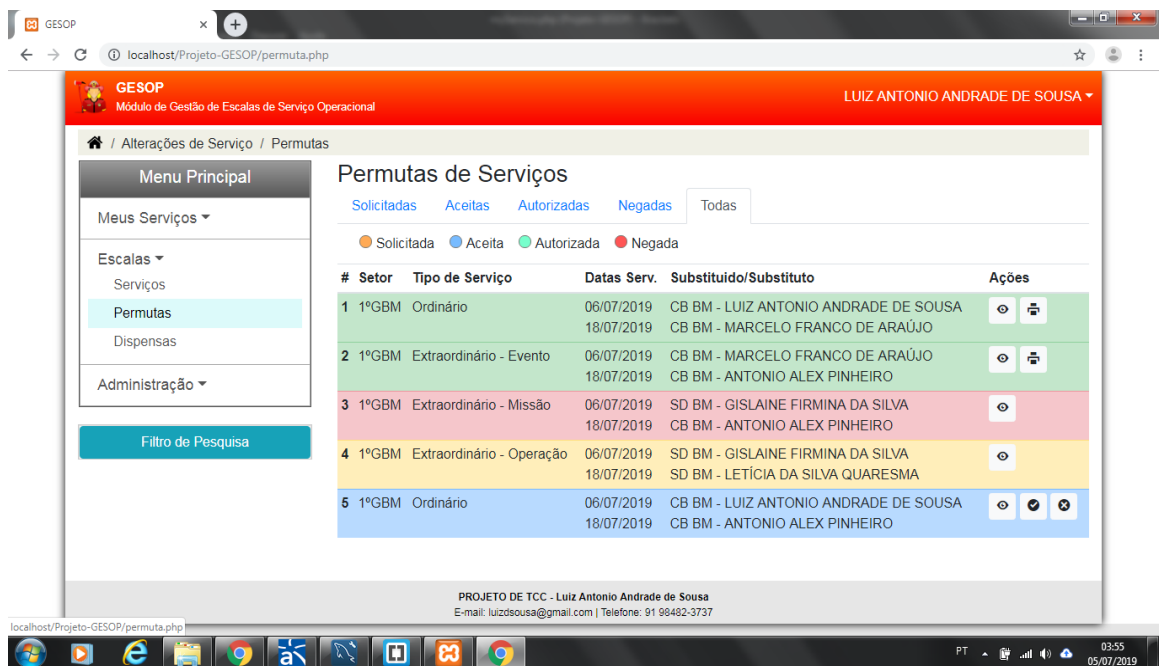 GESOP
localhost/Projeto-GESOP/permuta.php
GESOP
Módulo de Gestão de Escalas de Serviço Operacional
LUIZ ANTONIO ANDRADE DE SOUSA
/ Alterações de Serviço / Permutas
Menu Principal
Meus Serviços
Escalas
Serviços
Permutas
Dispensas
Administração
Filtro de Pesquisa
Permutas de Serviços
Solicitadas Aceitas Autorizadas Negadas Todas
Solicitada Aceita Autorizada Negada
# Setor Tipo de Serviço Datas Serv. Substituido/Substituto Ações
1 1ºGBM Ordinário 06/07/2019 CB BM - LUIZ ANTONIO ANDRADE DE SOUSA
18/07/2019 CB BM - MARCELO FRANCO DE ARAÚJO
2 1ºGBM Extraordinário - Evento 06/07/2019 CB BM - MARCELO FRANCO DE ARAÚJO
18/07/2019 CB BM - ANTONIO ALEX PINHEIRO
3 1ºGBM Extraordinário - Missão 06/07/2019 SD BM - GISLAINE FIRMINA DA SILVA
18/07/2019 CB BM - ANTONIO ALEX PINHEIRO
4 1ºGBM Extraordinário - Operação 06/07/2019 SD BM - GISLAINE FIRMINA DA SILVA
18/07/2019 SD BM - LETÍCIA DA SILVA QUARESMA
5 1ºGBM Ordinário 06/07/2019 CB BM - LUIZ ANTONIO ANDRADE DE SOUSA
18/07/2019 CB BM - ANTONIO ALEX PINHEIRO
PROJETO DE TCC - Luiz Antonio Andrade de Sousa
E-mail: luizdsousa@gmail.com | Telefone: 91 98482-3737
localhost/Projeto-GESOP/permuta.php
PT 03:55
05/07/2019